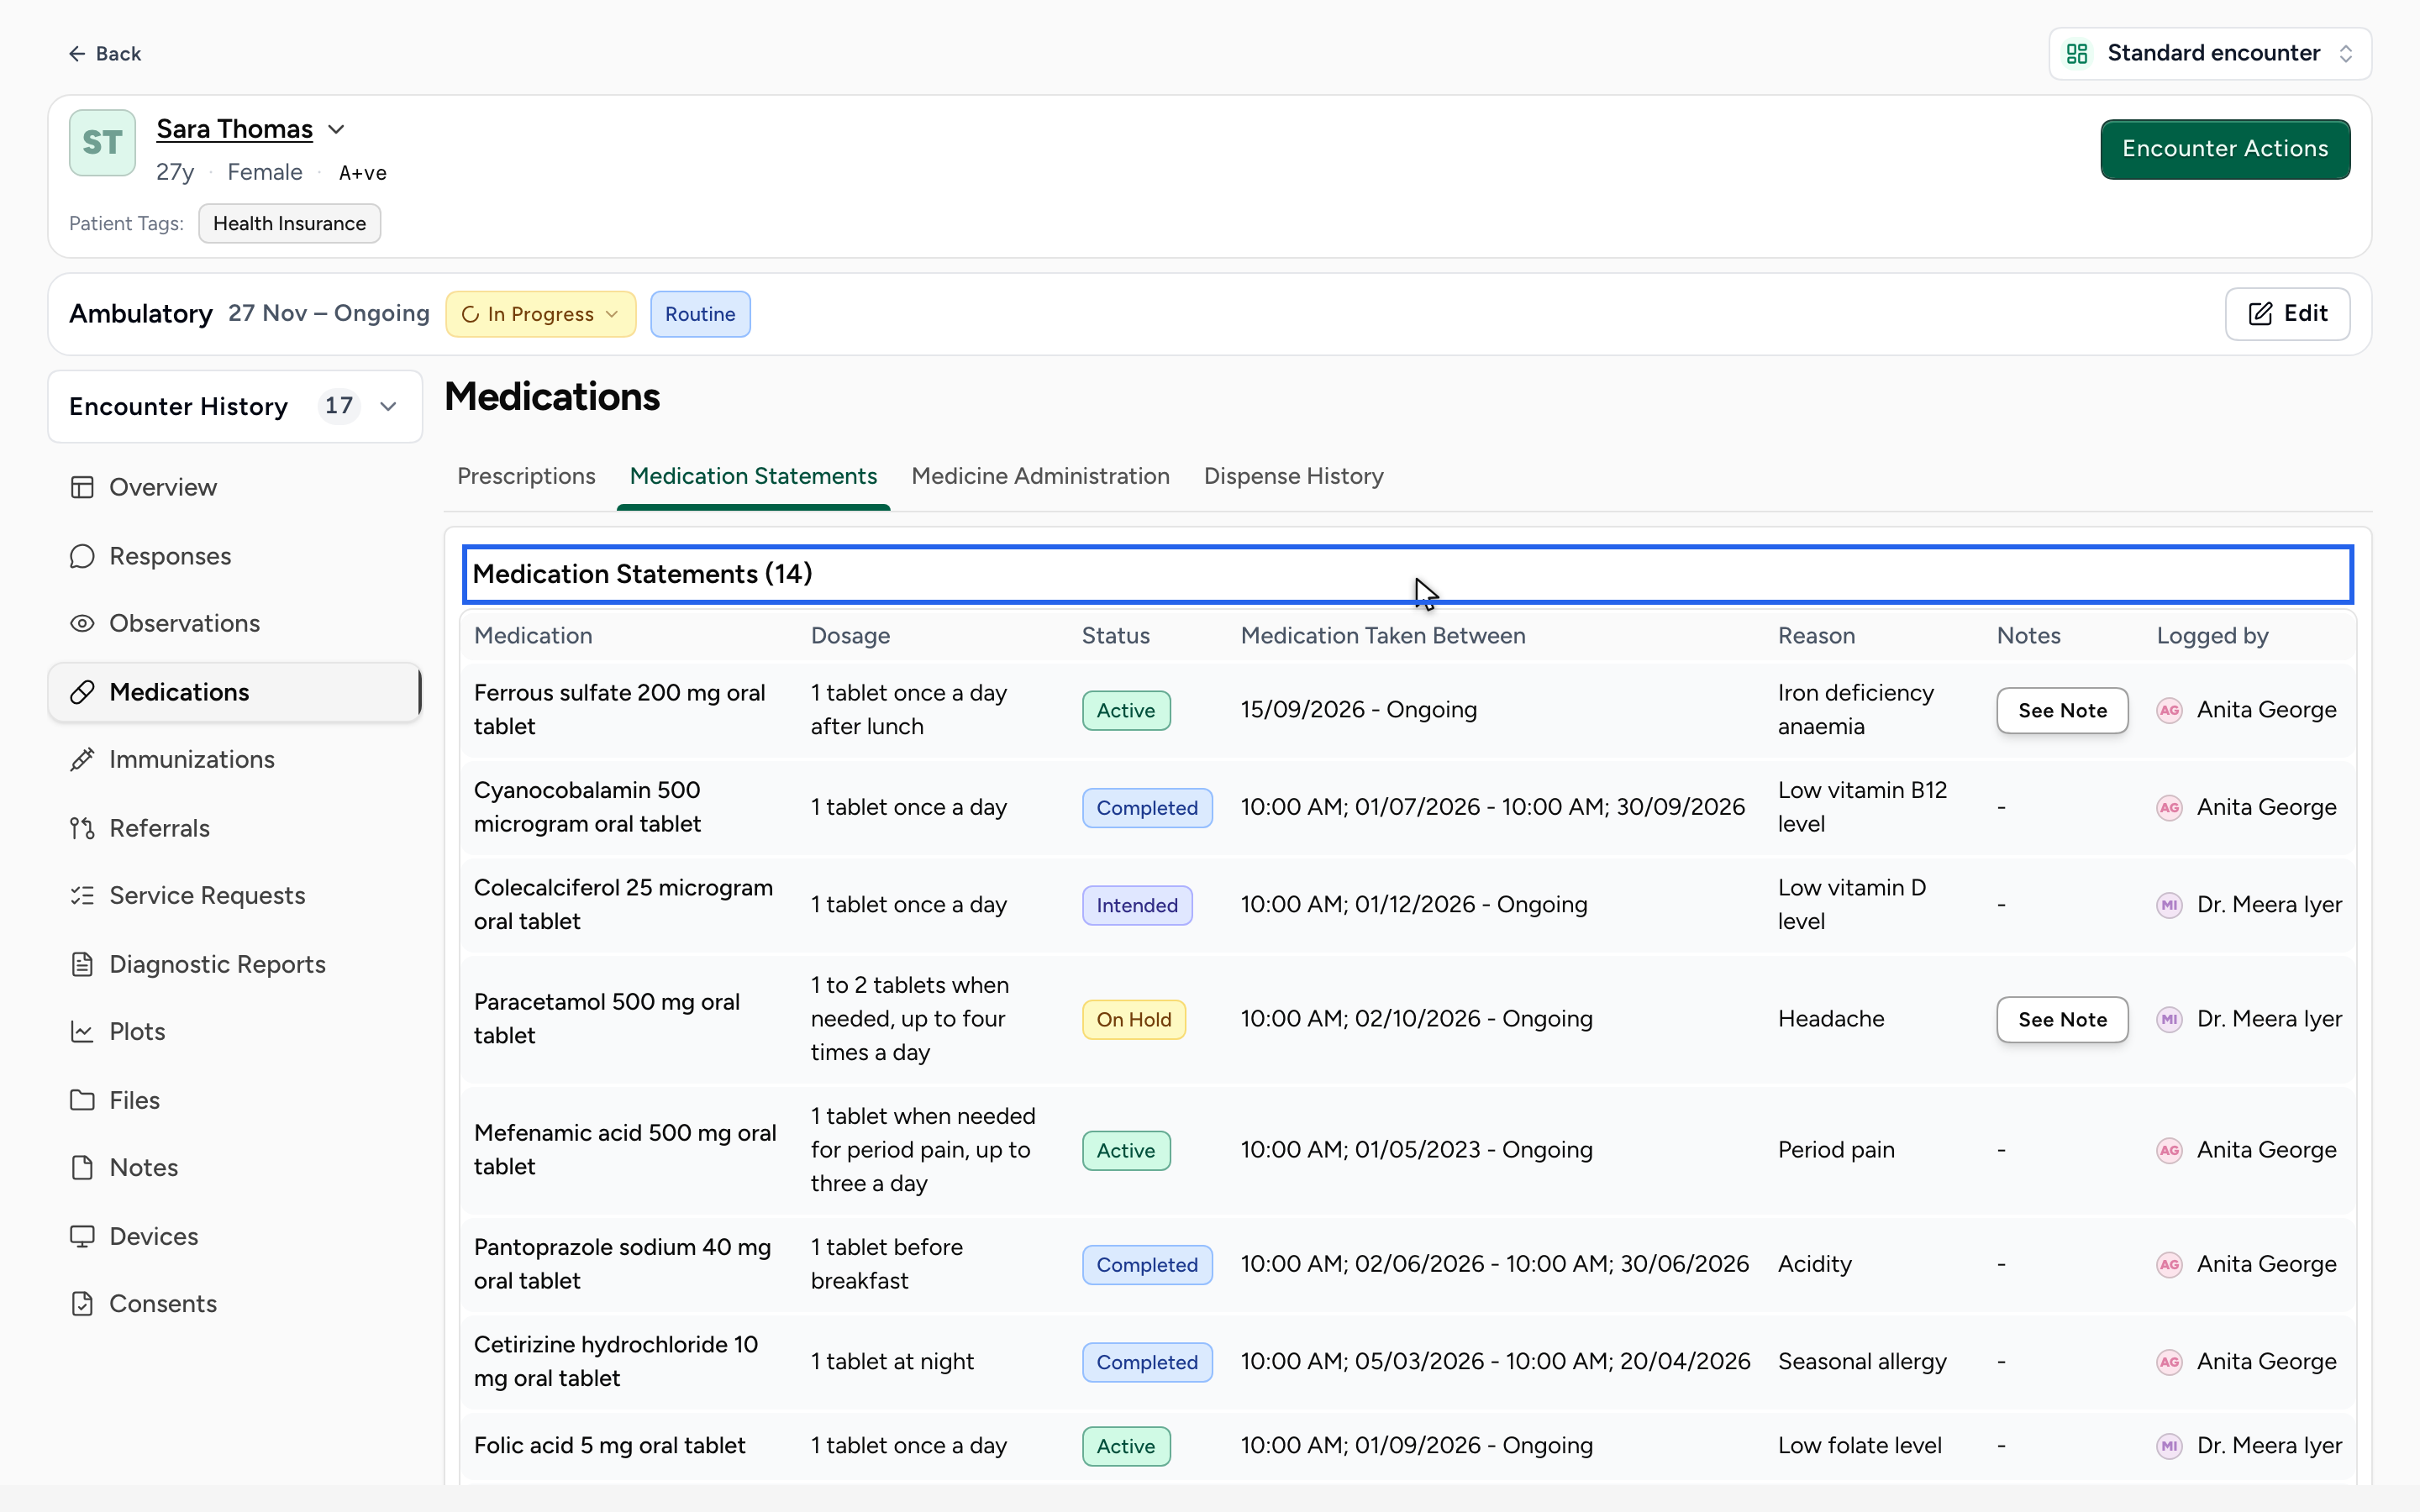 Back
Standard encounter
ST
Sara Thomas
27y · Female · A+ve
Encounter Actions
Patient Tags: Health Insurance
Ambulatory 27 Nov – Ongoing In Progress Routine
Edit
Encounter History 17
Overview
Responses
Observations
Medications
Immunizations
Referrals
Service Requests
Diagnostic Reports
Plots
Files
Notes
Devices
Consents
Medications
Prescriptions Medication Statements Medicine Administration Dispense History
Medication Statements (14)
Medication Dosage Status Medication Taken Between Reason Notes Logged by
Ferrous sulfate 200 mg oral
tablet
1 tablet once a day
after lunch
Active
15/09/2026 - Ongoing
Iron deficiency
anaemia
See Note
AG Anita George
Cyanocobalamin 500
microgram oral tablet
1 tablet once a day
Completed
10:00 AM; 01/07/2026 - 10:00 AM; 30/09/2026
Low vitamin B12
level
-
AG Anita George
Colecalciferol 25 microgram
oral tablet
1 tablet once a day
Intended
10:00 AM; 01/12/2026 - Ongoing
Low vitamin D
level
-
MI Dr. Meera Iyer
Paracetamol 500 mg oral
tablet
1 to 2 tablets when
needed, up to four
times a day
On Hold
10:00 AM; 02/10/2026 - Ongoing
Headache
See Note
MI Dr. Meera Iyer
Mefenamic acid 500 mg oral
tablet
1 tablet when needed
for period pain, up to
three a day
Active
10:00 AM; 01/05/2023 - Ongoing
Period pain
-
AG Anita George
Pantoprazole sodium 40 mg
oral tablet
1 tablet before
breakfast
Completed
10:00 AM; 02/06/2026 - 10:00 AM; 30/06/2026
Acidity
-
AG Anita George
Cetirizine hydrochloride 10
mg oral tablet
1 tablet at night
Completed
10:00 AM; 05/03/2026 - 10:00 AM; 20/04/2026
Seasonal allergy
-
AG Anita George
Folic acid 5 mg oral tablet
1 tablet once a day
Active
10:00 AM; 01/09/2026 - Ongoing
Low folate level
-
MI Dr. Meera Iyer